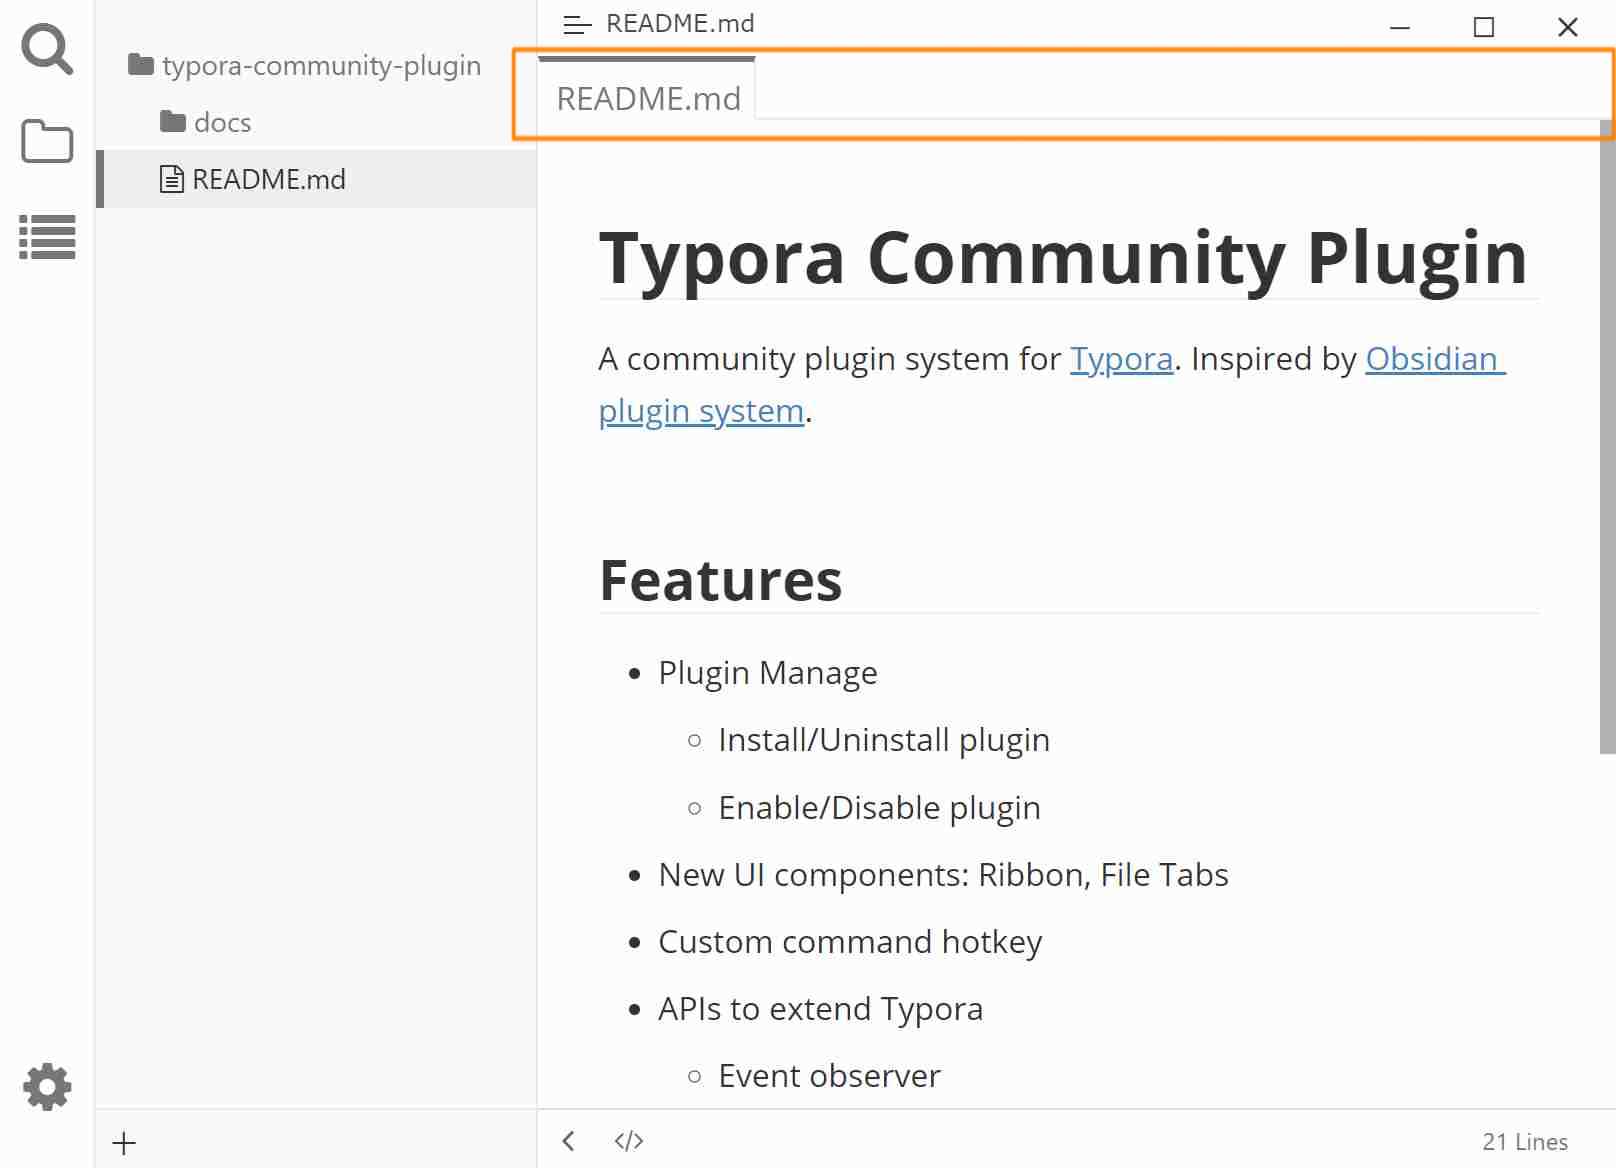 README.md
typora-community-plugin
docs
README.md
README.md
Typora Community Plugin
A community plugin system for Typora. Inspired by Obsidian
plugin system.
Features
Plugin Manage
Install/Uninstall plugin
Enable/Disable plugin
New UI components: Ribbon, File Tabs
Custom command hotkey
APIs to extend Typora
Event observer
21 Lines